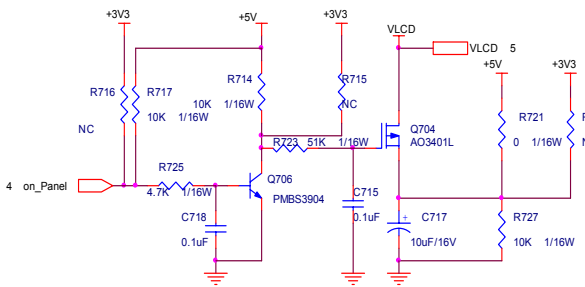 +3V3
+5V
+3V3
VLCD
VLCD 5
+5V
+3V3
R716
R717
R714
R715
10K
10K 1/16W
1/16W
NC
NC
Q704
AO3401L
R721
0 1/16W
R
N
R723 51K 1/16W
R725
4.7K 1/16W
4 on_Panel
Q706
PMBS3904
C718
0.1uF
C715
0.1uF
+
C717
10uF/16V
R727
10K 1/16W